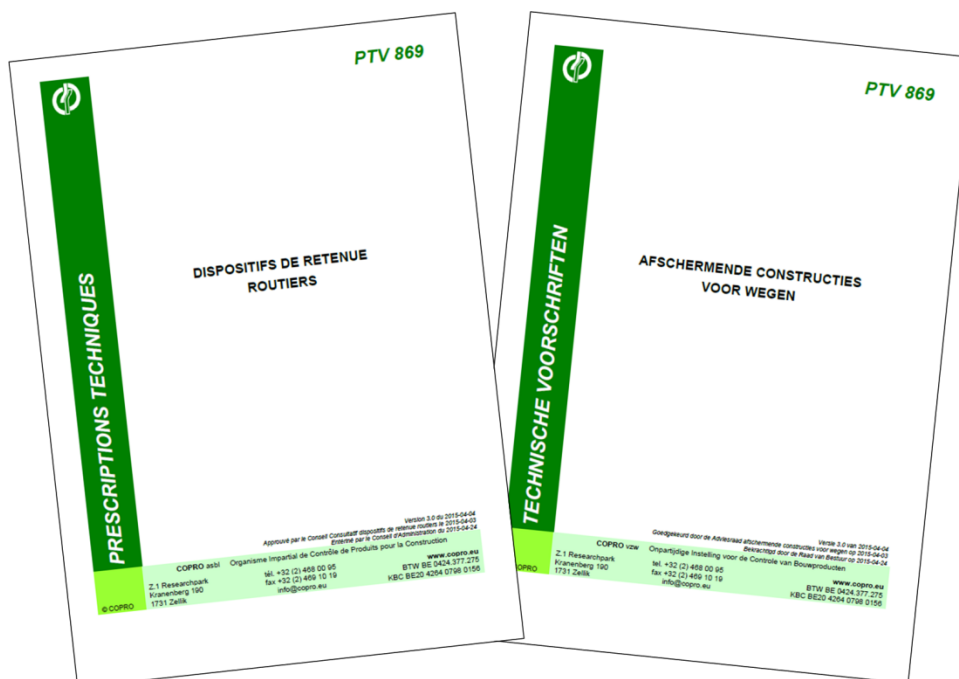 PTV 869
PRESCRIPTIONS TECHNIQUES
DISPOSITIFS DE RETENUE
ROUTIERS
Version 3.0 du 2015-04-04
Approuvé par le Conseil Consultatif dispositifs de retenue routiers le 2015-04-03
Entériné par le Conseil d'Administration du 2015-04-24
COPRO asbl Organisme Impartial de Contrôle de Produits pour la Construction
Z.1 Researchpark tél. +32 (2) 468 00 95 www.copro.eu
Kranenberg 190 fax +32 (2) 469 10 19 BTW BE 0424.377.275
1731 Zellik info@copro.eu KBC BE20 4264 0798 0156
© COPRO
PTV 869
TECHNISCHE VOORSCHRIFTEN
AFSCHERMENDE CONSTRUCTIES
VOOR WEGEN
Versie 3.0 van 2015-04-04
Goedgekeurd door de Adviesraad afschermende constructies voor wegen op 2015-04-03
Bekrachtigd door de Raad van Bestuur op 2015-04-24
COPRO vzw Onpartijdige Instelling voor de Controle van Bouwproducten
Z.1 Researchpark tel. +32 (2) 468 00 95 www.copro.eu
Kranenberg 190 fax +32 (2) 469 10 19 BTW BE 0424.377.275
1731 Zellik info@copro.eu KBC BE20 4264 0798 0156
COPRO